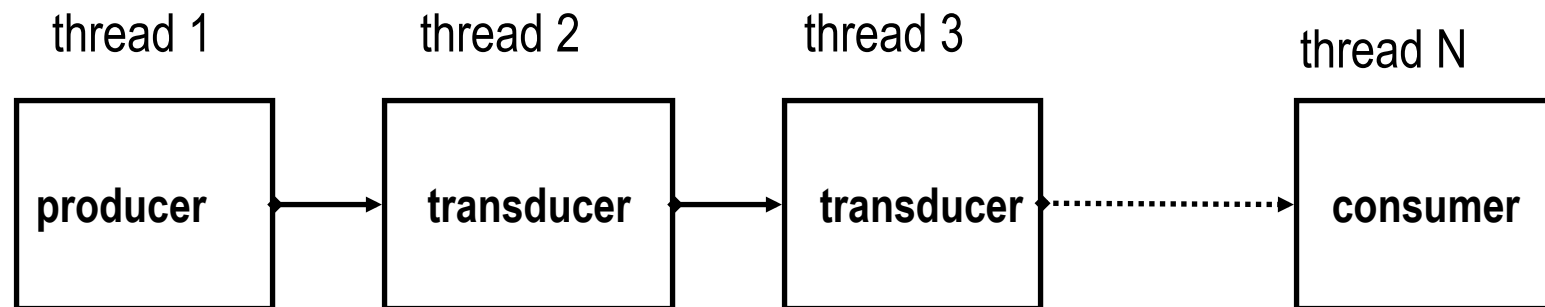 thread 1
thread 2
thread 3
thread N
producer
transducer
transducer
consumer